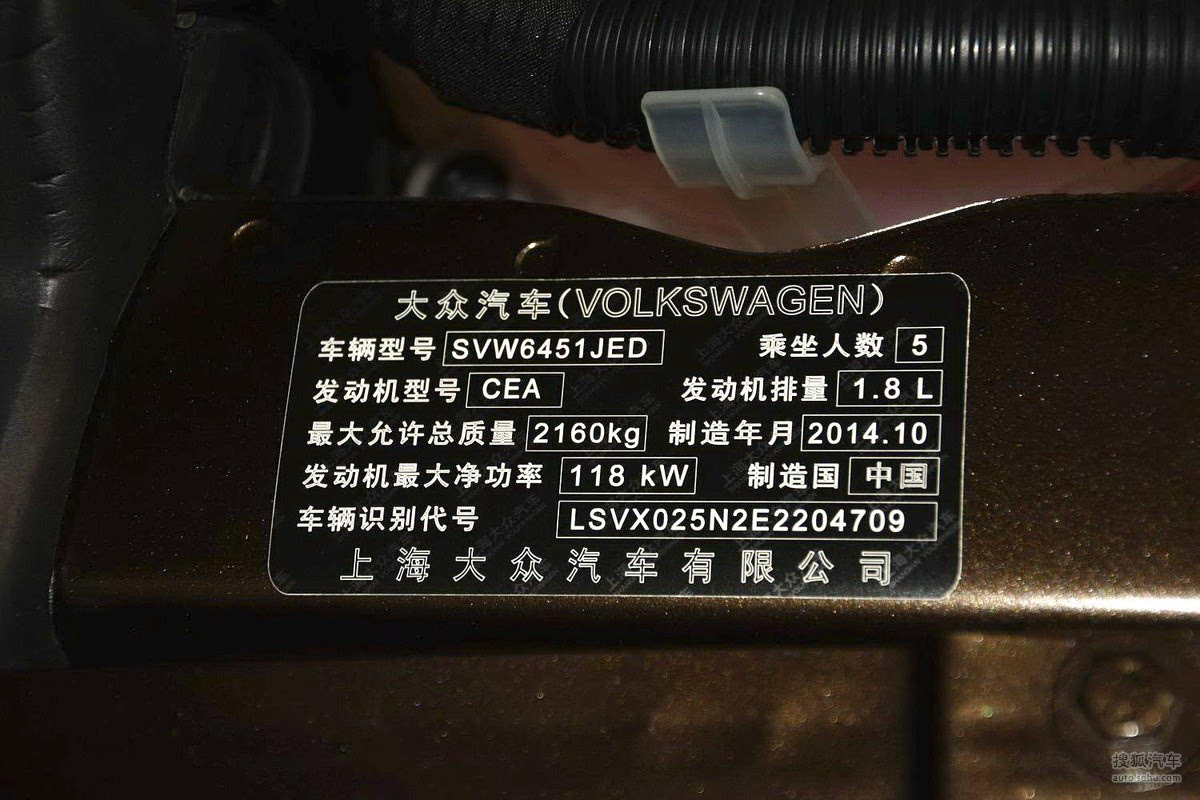 大众汽车(VOLKSWAGEN)
车辆型号 SVW6451JED 乘坐人数 5
发动机型号 CEA 发动机排量 1.8 L
最大允许总质量 2160kg 制造年月 2014.10
发动机最大净功率 118 kW 制造国 中国
车辆识别代号 LSVX025N2E2204709
上海大众汽车有限公司
搜狐汽车
auto.sohu.com